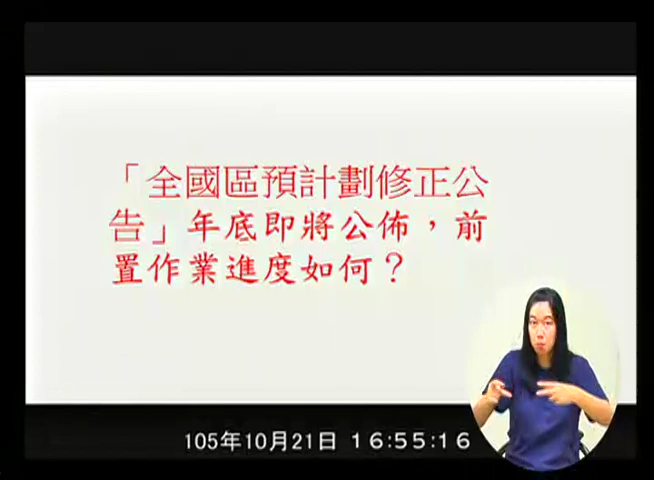 「全國區預計劃修正公
告」年底即將公佈，前
置作業進度如何？
105年10月21日 16:55:16